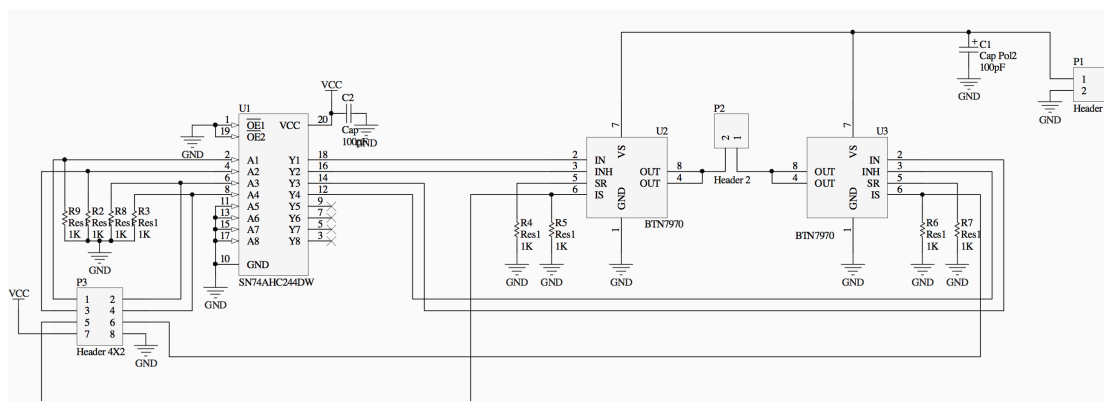 C1
Cap Pol2
100pF
GND
P1
1
2
GND
Header
VCC
C2
Cap
100pF
GND
U1
1
19
OE1
OE2
VCC
20
GND
2
4
6
8
11
13
15
17
10
A1
A2
A3
A4
A5
A6
A7
A8
GND
Y1
Y2
Y3
Y4
Y5
Y6
Y7
Y8
18
16
14
12
9
7
5
3
SN74AHC244DW
GND
R9
Res1
1K
R2
Res1
1K
R8
Res1
1K
R3
Res1
1K
GND
P3
VCC
1 2
3 4
5 6
7 8
Header 4X2
GND
7
U2
VS
2 IN
3 INH
5 SR
6 IS
OUT 8
OUT 4
GND
1
BTN7970
GND
R4
Res1
1K
GND
R5
Res1
1K
GND
P2
2 1
Header 2
7
U3
VS
8 OUT
4 OUT
IN 2
INH 3
SR 5
IS 6
GND
1
BTN7970
GND
R6
Res1
1K
GND
R7
Res1
1K
GND